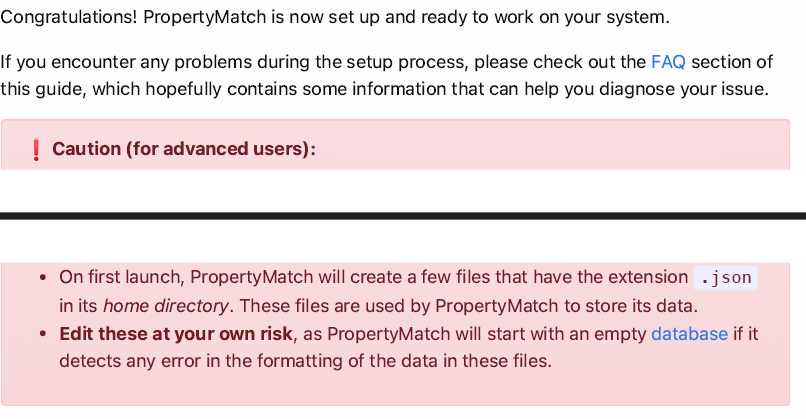 Congratulations! PropertyMatch is now set up and ready to work on your system.
If you encounter any problems during the setup process, please check out the FAQ section of
this guide, which hopefully contains some information that can help you diagnose your issue.
❗ Caution (for advanced users):
• On first launch, PropertyMatch will create a few files that have the extension .json
in its home directory. These files are used by PropertyMatch to store its data.
• Edit these at your own risk, as PropertyMatch will start with an empty database if it
detects any error in the formatting of the data in these files.